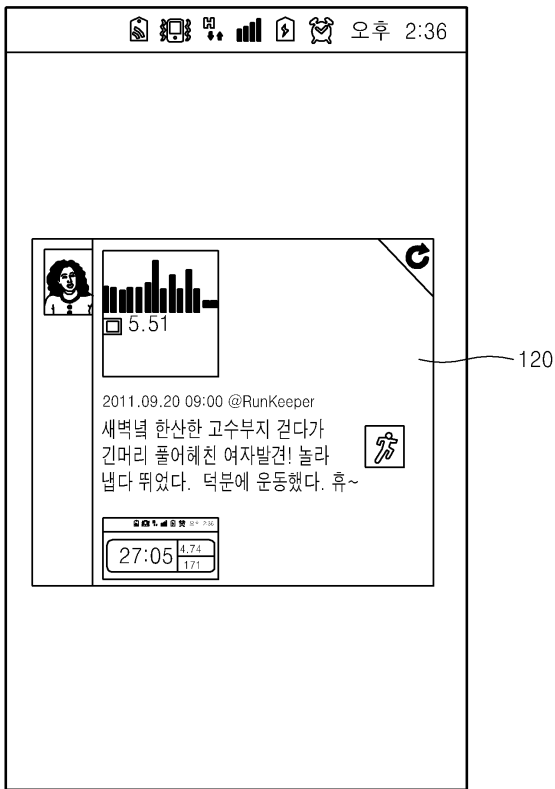 오후 2:36
5.51
120
2011.09.20 09:00 @RunKeeper
새벽녘 한산한 고수부지 걷다가
긴머리 풀어헤친 여자발견! 놀라
냅다 뛰었다. 덕분에 운동했다. 휴~
27:05
4.74
171